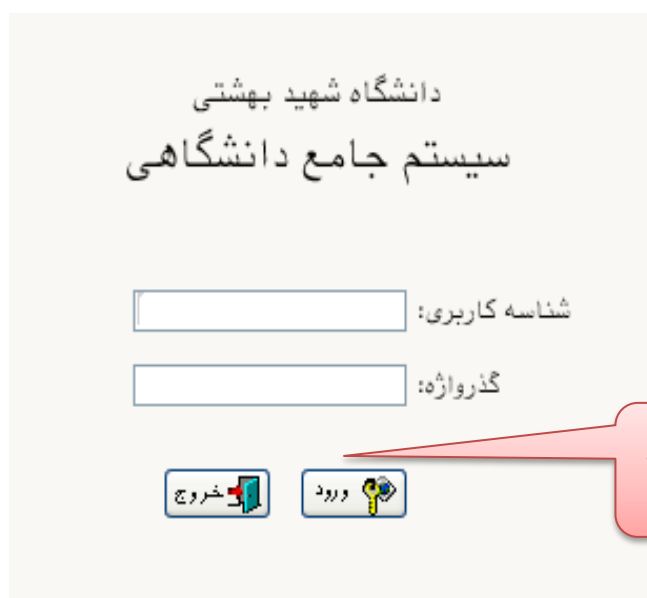 دانشگاه شهید بهشتی
سیستم جامع دانشگاهی
شناسه کاربری:
گذرواژه:
ورود
خروج